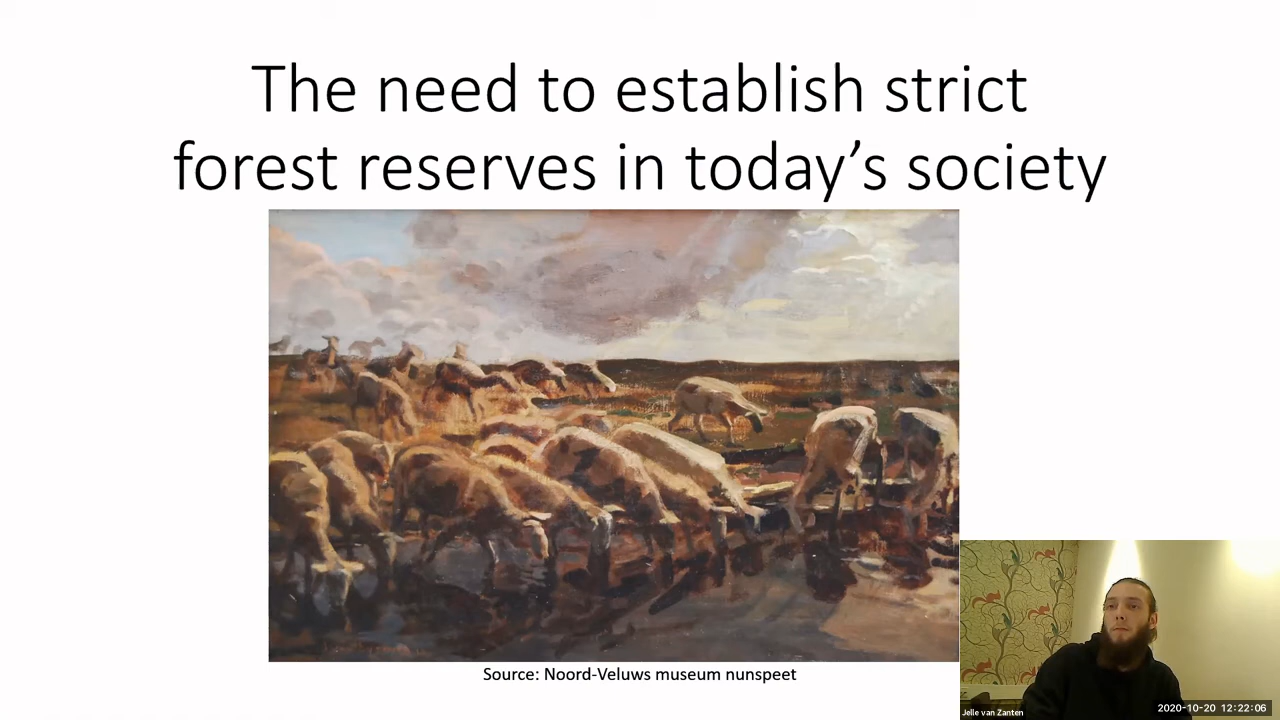 The need to establish strict
forest reserves in today’s society
Source: Noord-Veluws museum nunspeet
Jelle van Zanten
2020-10-20 12:22:06